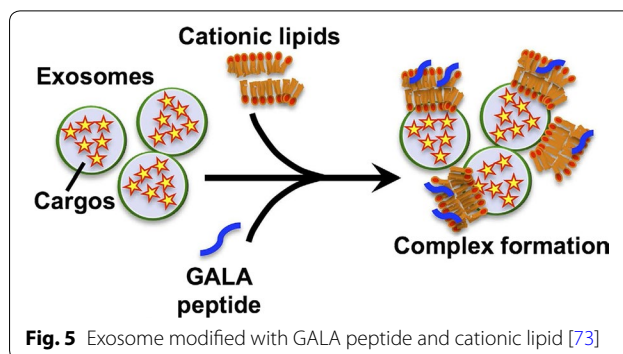 Cationic lipids
Exosomes
Cargos
GALA
peptide
Complex formation
Fig. 5 Exosome modified with GALA peptide and cationic lipid [73]